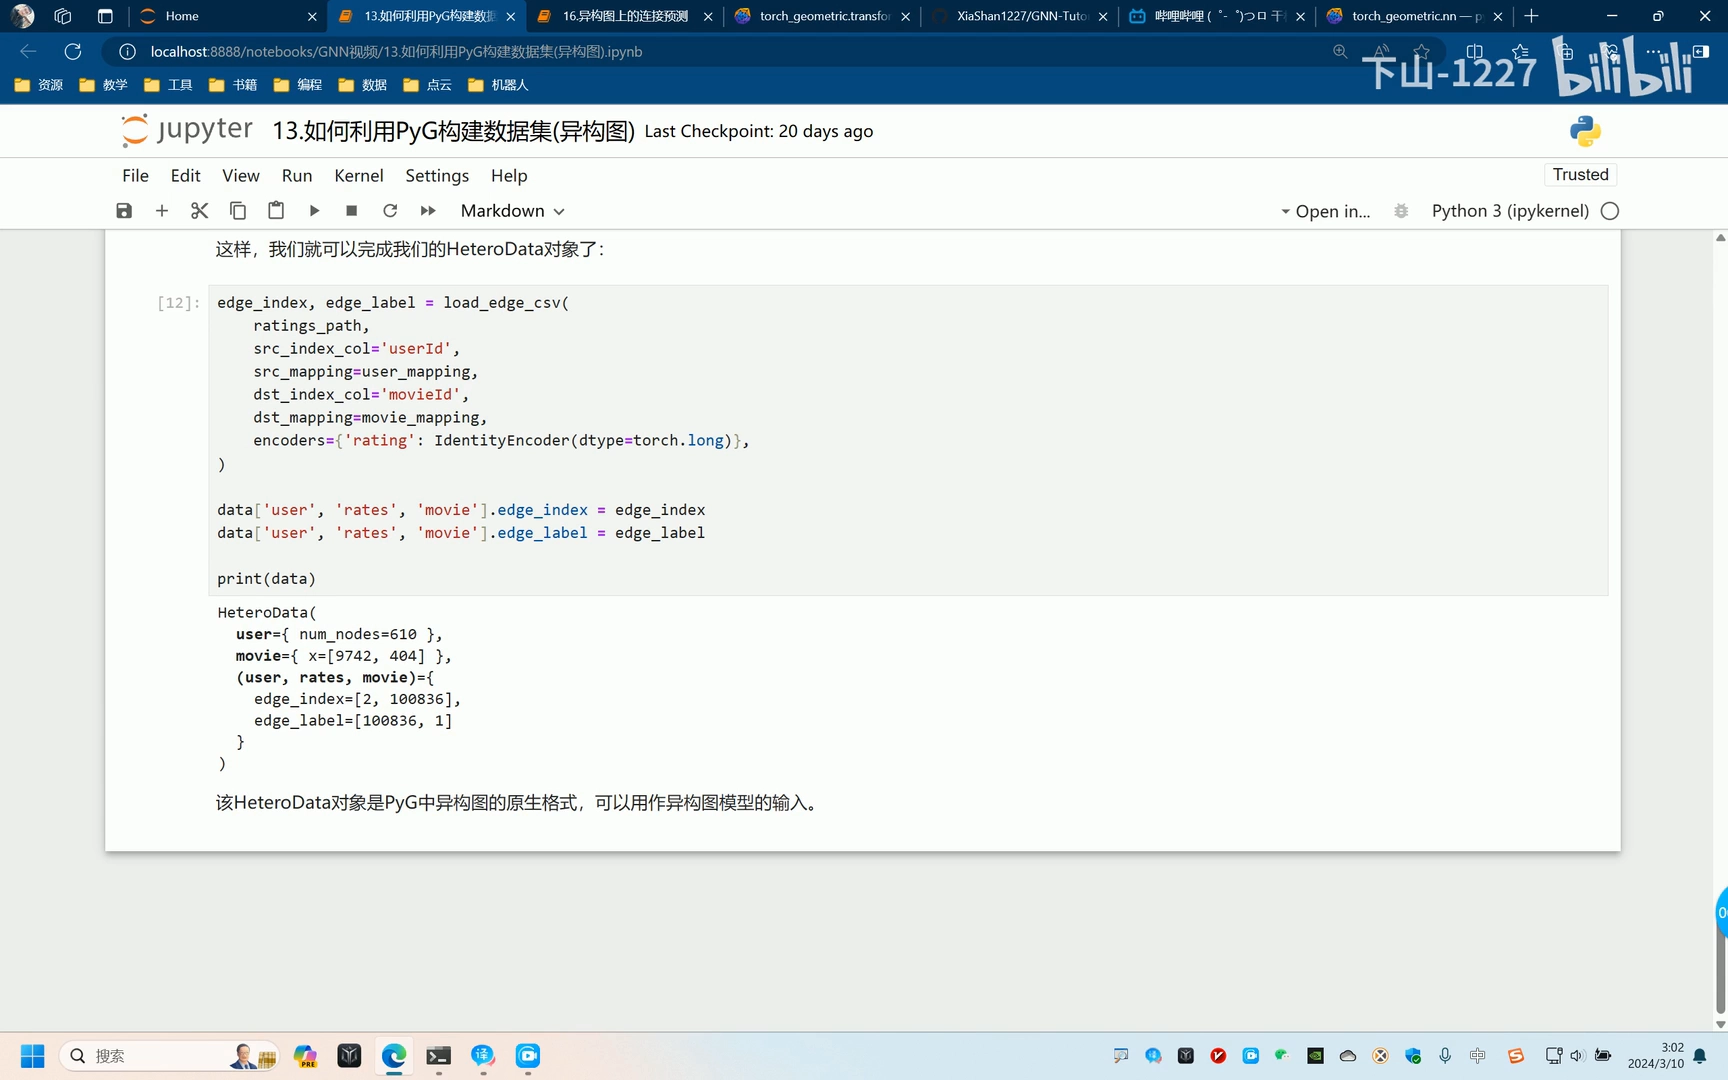 Home
13.如何利用PyG构建数据
16.异构图上的连接预测
torch_geometric.transfor
XiaShan1227/GNN-Tuto
哔哩哔哩 (゜-゜)つロ 干
torch_geometric.nn — p
localhost:8888/notebooks/GNN视频/13.如何利用PyG构建数据集(异构图).ipynb
下山-1227 bilibili
资源 教学 工具 书籍 编程 数据 点云 机器人
jupyter 13.如何利用PyG构建数据集(异构图) Last Checkpoint: 20 days ago
File Edit View Run Kernel Settings Help Trusted
Markdown Open in... Python 3 (ipykernel)
这样，我们就可以完成我们的HeteroData对象了：
[12]: edge_index, edge_label = load_edge_csv(
ratings_path,
src_index_col='userId',
src_mapping=user_mapping,
dst_index_col='movieId',
dst_mapping=movie_mapping,
encoders={'rating': IdentityEncoder(dtype=torch.long)},
)
data['user', 'rates', 'movie'].edge_index = edge_index
data['user', 'rates', 'movie'].edge_label = edge_label
print(data)
HeteroData(
user={ num_nodes=610 },
movie={ x=[9742, 404] },
(user, rates, movie)={
edge_index=[2, 100836],
edge_label=[100836, 1]
}
)
该HeteroData对象是PyG中异构图的原生格式，可以用作异构图模型的输入。
搜索
PRE
译
中
3:02
2024/3/10